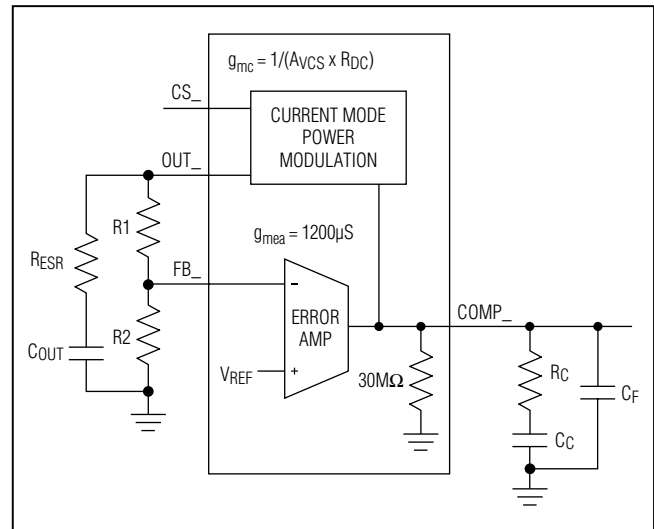 gmc = 1/(AVCS x RDC)
CS_
CURRENT MODE
POWER
MODULATION
OUT_
R1
gmea = 1200µS
RESR
FB_
-
ERROR
AMP
COMP_
COUT
R2
VREF
+
30MΩ
RC
CF
CC